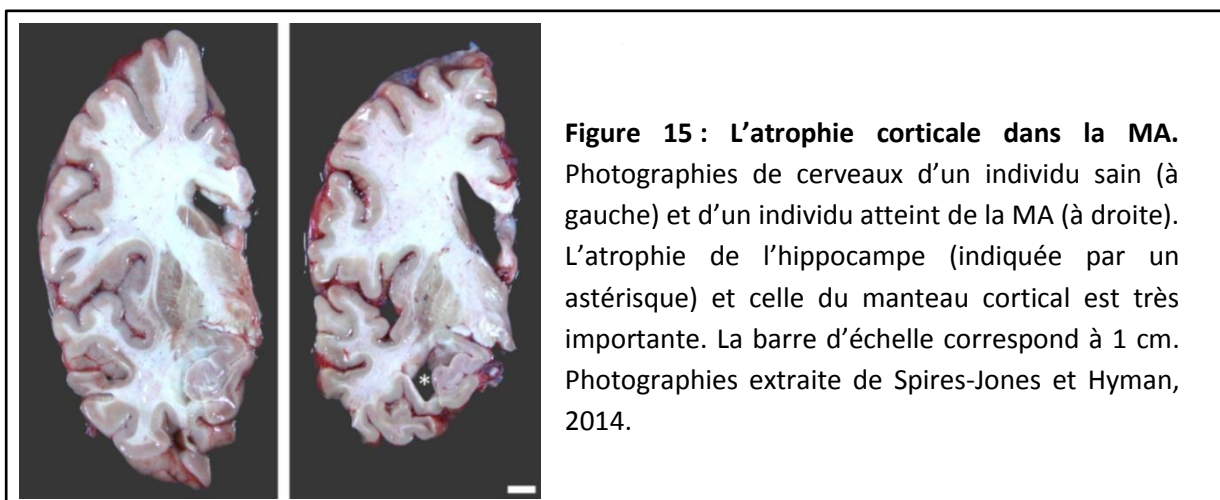 Figure 15 : L’atrophie corticale dans la MA.
Photographies de cerveaux d’un individu sain (à
gauche) et d’un individu atteint de la MA (à droite).
L’atrophie de l’hippocampe (indiquée par un
astérisque) et celle du manteau cortical est très
importante. La barre d’échelle correspond à 1 cm.
Photographies extraite de Spires-Jones et Hyman,
2014.
*